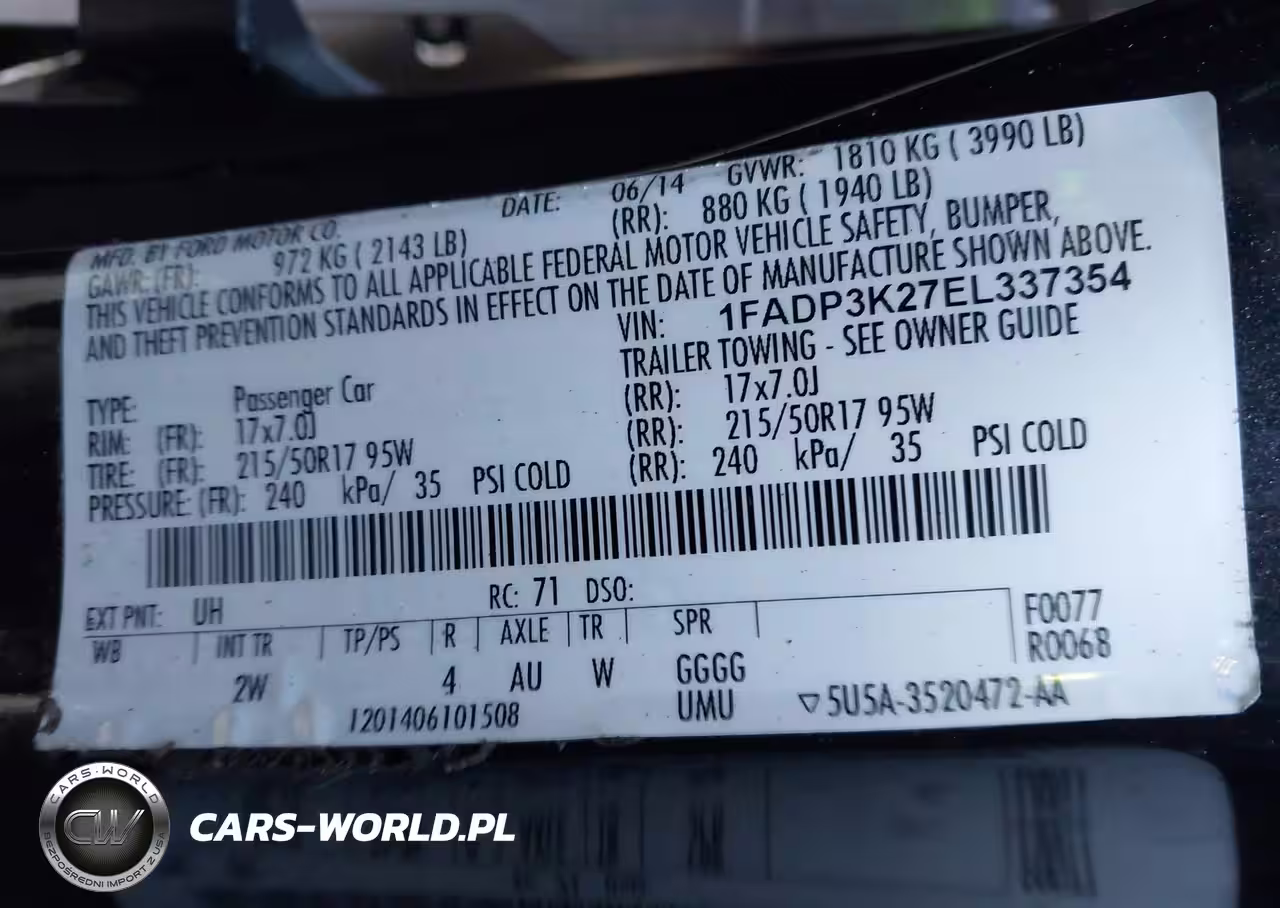 MFD. BY FORD MOTOR CO. DATE: 06/14 GVWR: 1810 KG ( 3990 LB)
GAWR: (FR): 972 KG ( 2143 LB) (RR): 880 KG ( 1940 LB)
THIS VEHICLE CONFORMS TO ALL APPLICABLE FEDERAL MOTOR VEHICLE SAFETY, BUMPER,
AND THEFT PREVENTION STANDARDS IN EFFECT ON THE DATE OF MANUFACTURE SHOWN ABOVE.
VIN: 1FADP3K27EL337354
TYPE: Passenger Car TRAILER TOWING - SEE OWNER GUIDE
RIM: (FR): 17x7.0J (RR): 17x7.0J
TIRE: (FR): 215/50R17 95W (RR): 215/50R17 95W
PRESSURE: (FR): 240 kPa/ 35 PSI COLD (RR): 240 kPa/ 35 PSI COLD
EXT PNT: UH RC: 71 DSO: F0077
WB INT TR TP/PS R AXLE TR SPR R0068
2W 4 AU W GGGG
1201406101508 UMU ▽5U5A-3520472-AA
CARS-WORLD
CW
BEZPOŚREDNI IMPORT Z USA
CARS-WORLD.PL